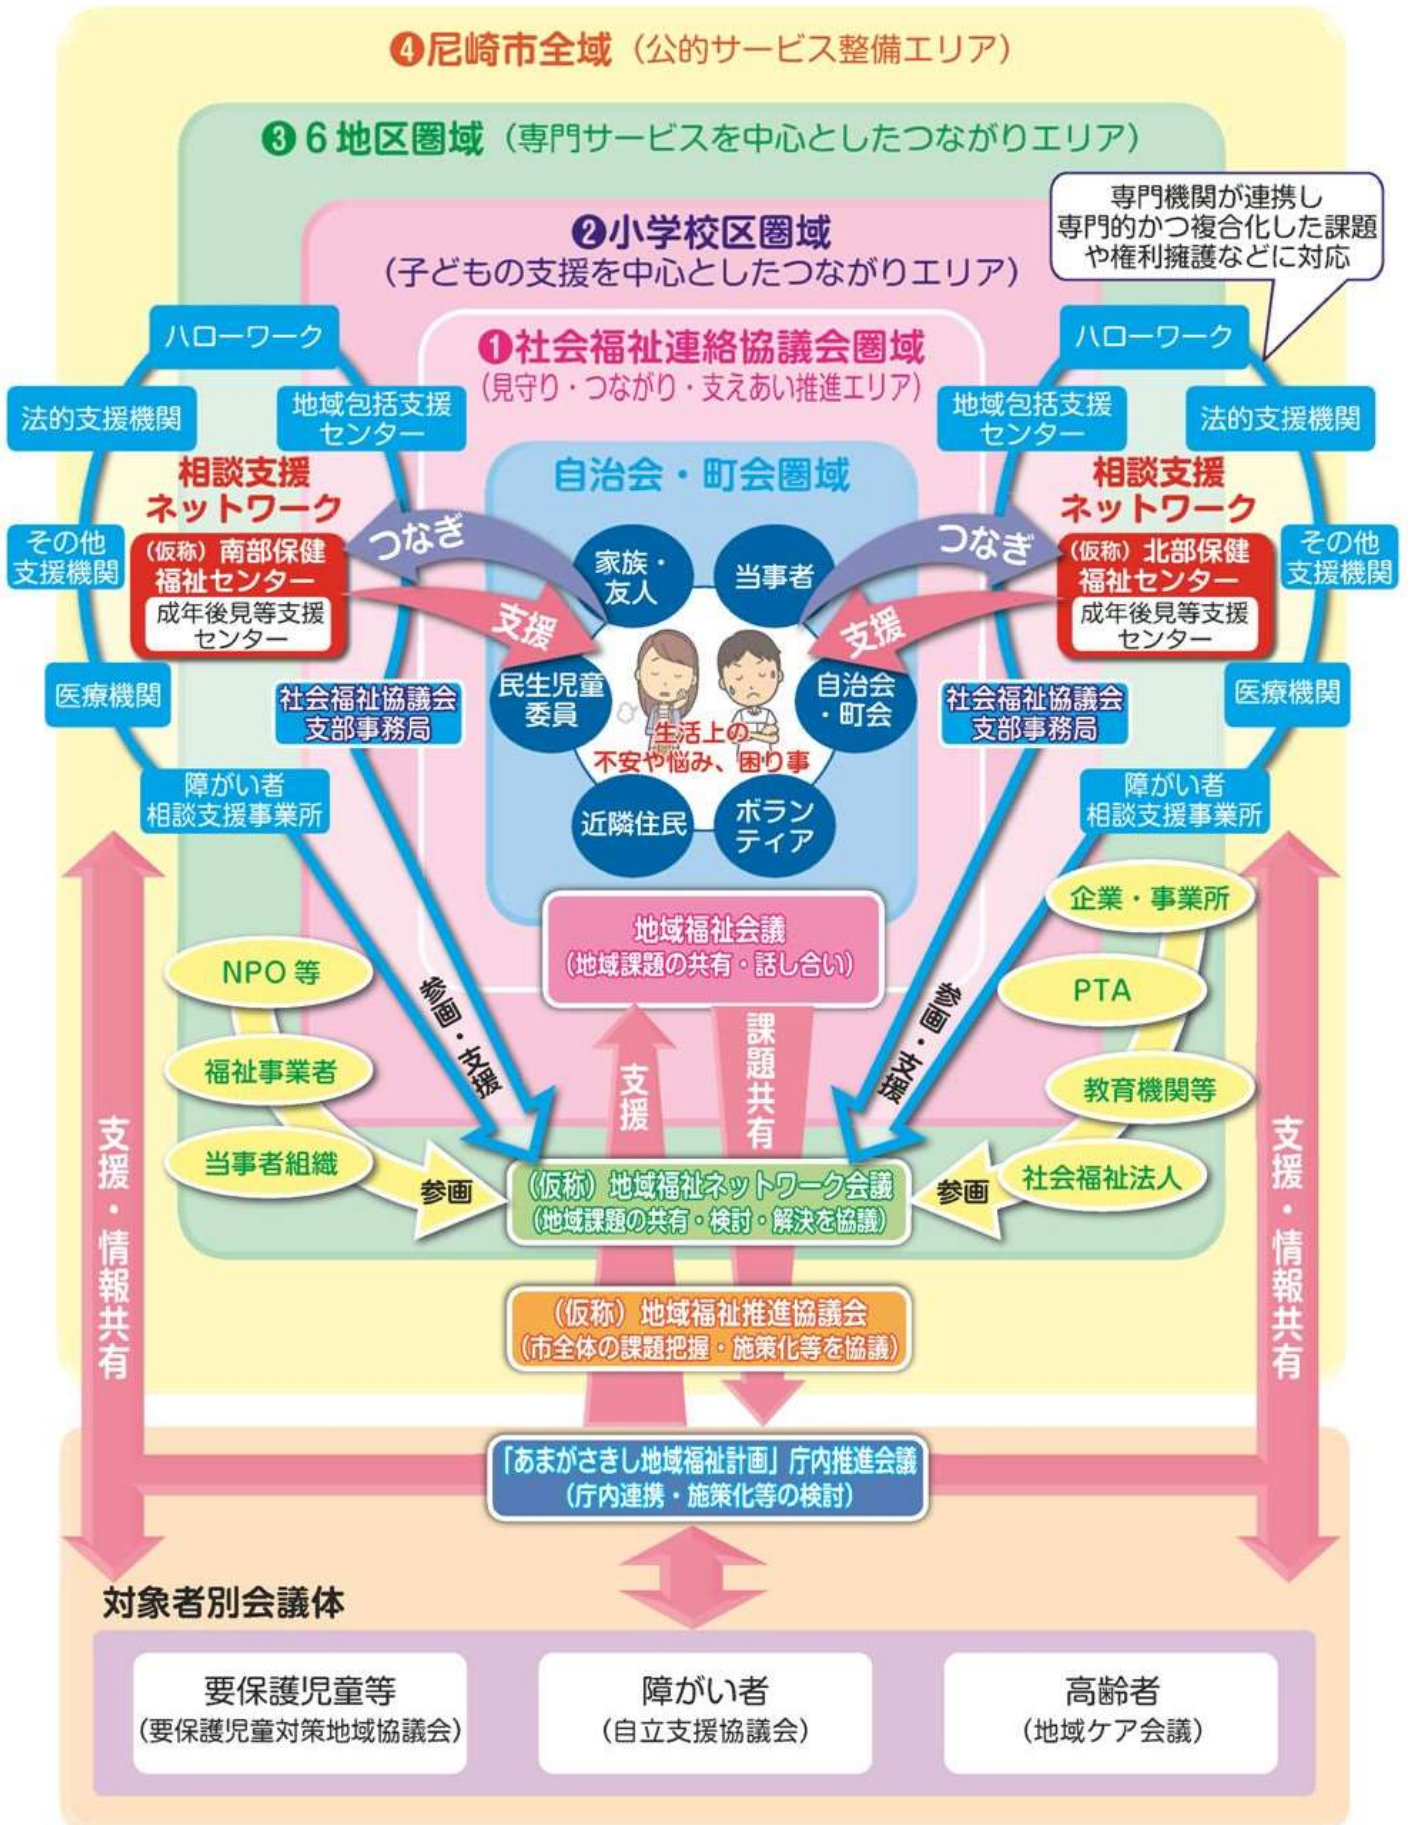 ❹尼崎市全域（公的サービス整備エリア）
❸６地区圏域（専門サービスを中心としたつながりエリア）
❷小学校区圏域
（子どもの支援を中心としたつながりエリア）
専門機関が連携し
専門的かつ複合化した課題
や権利擁護などに対応
❶社会福祉連絡協議会圏域
（見守り・つながり・支えあい推進エリア）
自治会・町会圏域
ハローワーク
法的支援機関
地域包括支援
センター
相談支援
ネットワーク
その他
支援機関
（仮称）南部保健
福祉センター
成年後見等支援
センター
医療機関
社会福祉協議会
支部事務局
障がい者
相談支援事業所
つなぎ
支援
家族・
友人
当事者
民生児童
委員
自治会
・町会
生活上の
不安や悩み、困り事
近隣住民
ボラン
ティア
つなぎ
支援
ハローワーク
地域包括支援
センター
法的支援機関
相談支援
ネットワーク
その他
支援機関
（仮称）北部保健
福祉センター
成年後見等支援
センター
医療機関
社会福祉協議会
支部事務局
障がい者
相談支援事業所
地域福祉会議
（地域課題の共有・話し合い）
NPO 等
福祉事業者
当事者組織
参画
参画・支援
支援
課題共有
参画・支援
企業・事業所
PTA
教育機関等
社会福祉法人
参画
（仮称）地域福祉ネットワーク会議
（地域課題の共有・検討・解決を協議）
（仮称）地域福祉推進協議会
（市全体の課題把握・施策化等を協議）
支援・情報共有
支援・情報共有
「あまがさきし地域福祉計画」庁内推進会議
（庁内連携・施策化等の検討）
対象者別会議体
要保護児童等
（要保護児童対策地域協議会）
障がい者
（自立支援協議会）
高齢者
（地域ケア会議）